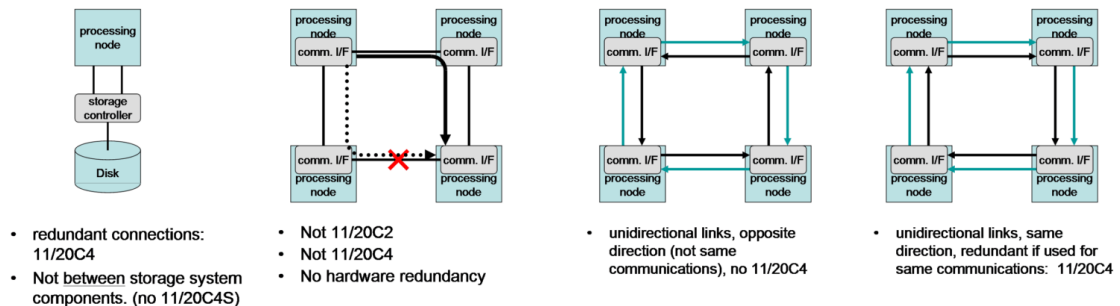 processing
node
storage
controller
Disk
• redundant connections:
11/20C4
• Not between storage system
components. (no 11/20C4S)
processing
node
comm. I/F
processing
node
comm. I/F
comm. I/F
processing
node
comm. I/F
processing
node
• Not 11/20C2
• Not 11/20C4
• No hardware redundancy
processing
node
comm. I/F
processing
node
comm. I/F
comm. I/F
processing
node
comm. I/F
processing
node
• unidirectional links, opposite
direction (not same
communications), no 11/20C4
processing
node
comm. I/F
processing
node
comm. I/F
comm. I/F
processing
node
comm. I/F
processing
node
• unidirectional links, same
direction, redundant if used for
same communications: 11/20C4